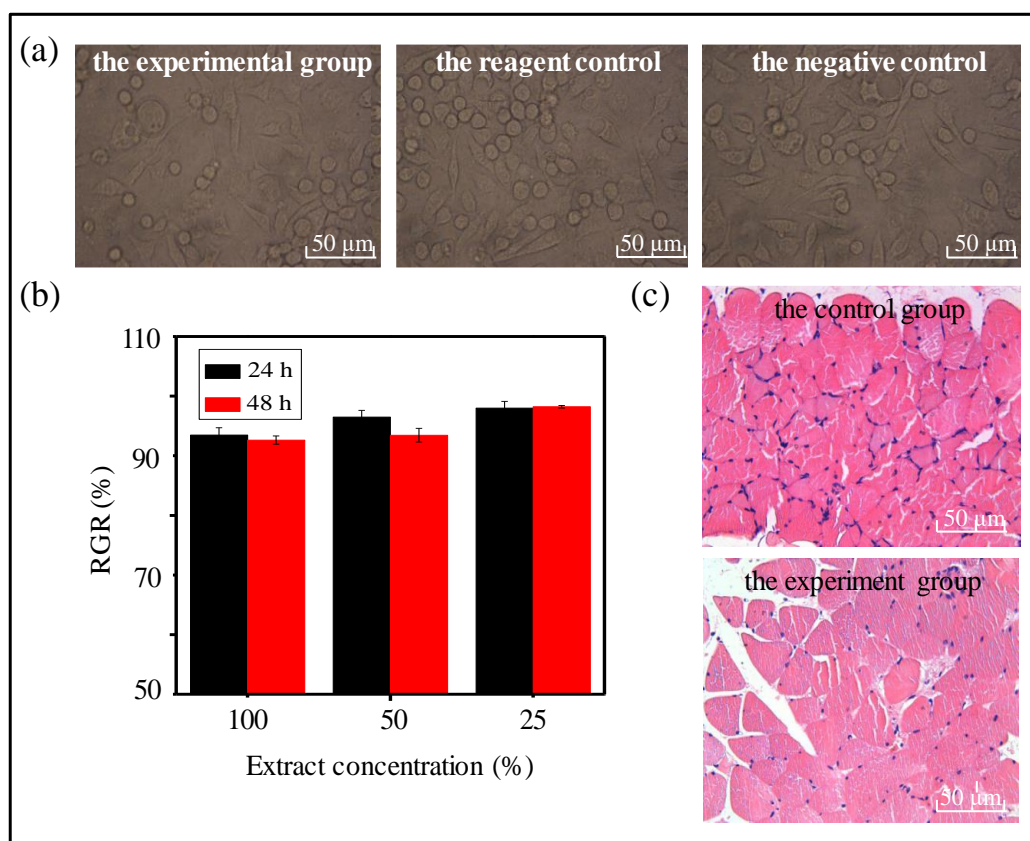 (a)
the experimental group
the reagent control
the negative control
50 μm
50 μm
50 μm
(b)
(c)
110
90
70
50
RGR (%)
24 h
48 h
100
50
25
Extract concentration (%)
the control group
50 μm
the experiment group
50 μm